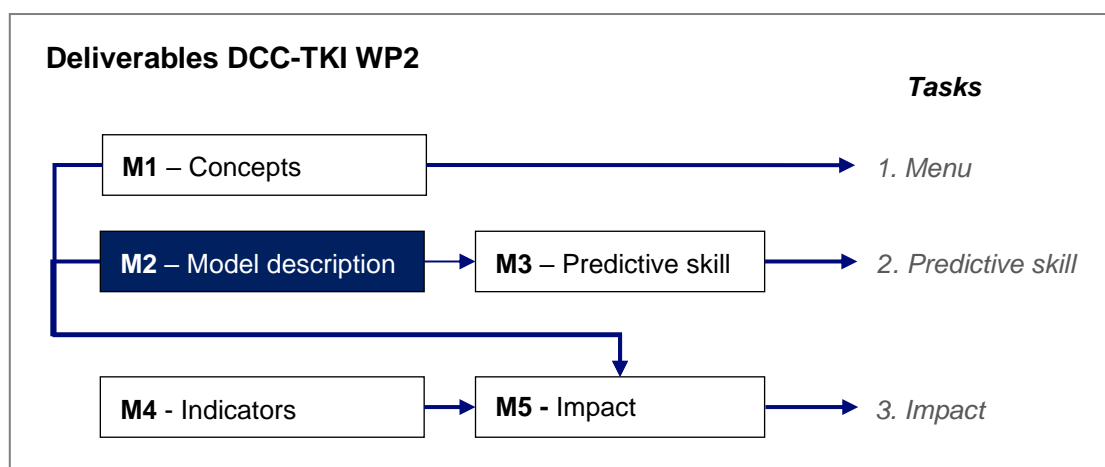 Deliverables DCC-TKI WP2
Tasks
M1 – Concepts
1. Menu
M2 – Model description
M3 – Predictive skill
2. Predictive skill
M4 - Indicators
M5 - Impact
3. Impact